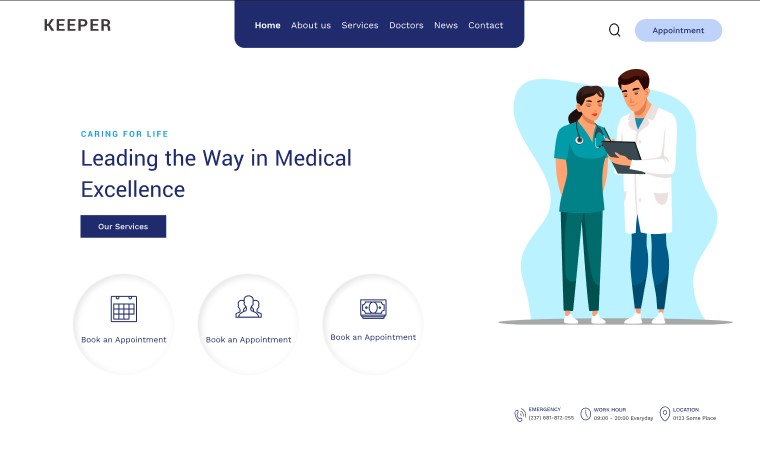 KEEPER
Home About us Services Doctors News Contact
Appointment
CARING FOR LIFE
Leading the Way in Medical
Excellence
Our Services
Book an Appointment
Book an Appointment
Book an Appointment
EMERGENCY
(237) 681-812-255
WORK HOUR
09:00 - 20:00 Everyday
LOCATION
0123 Some Place